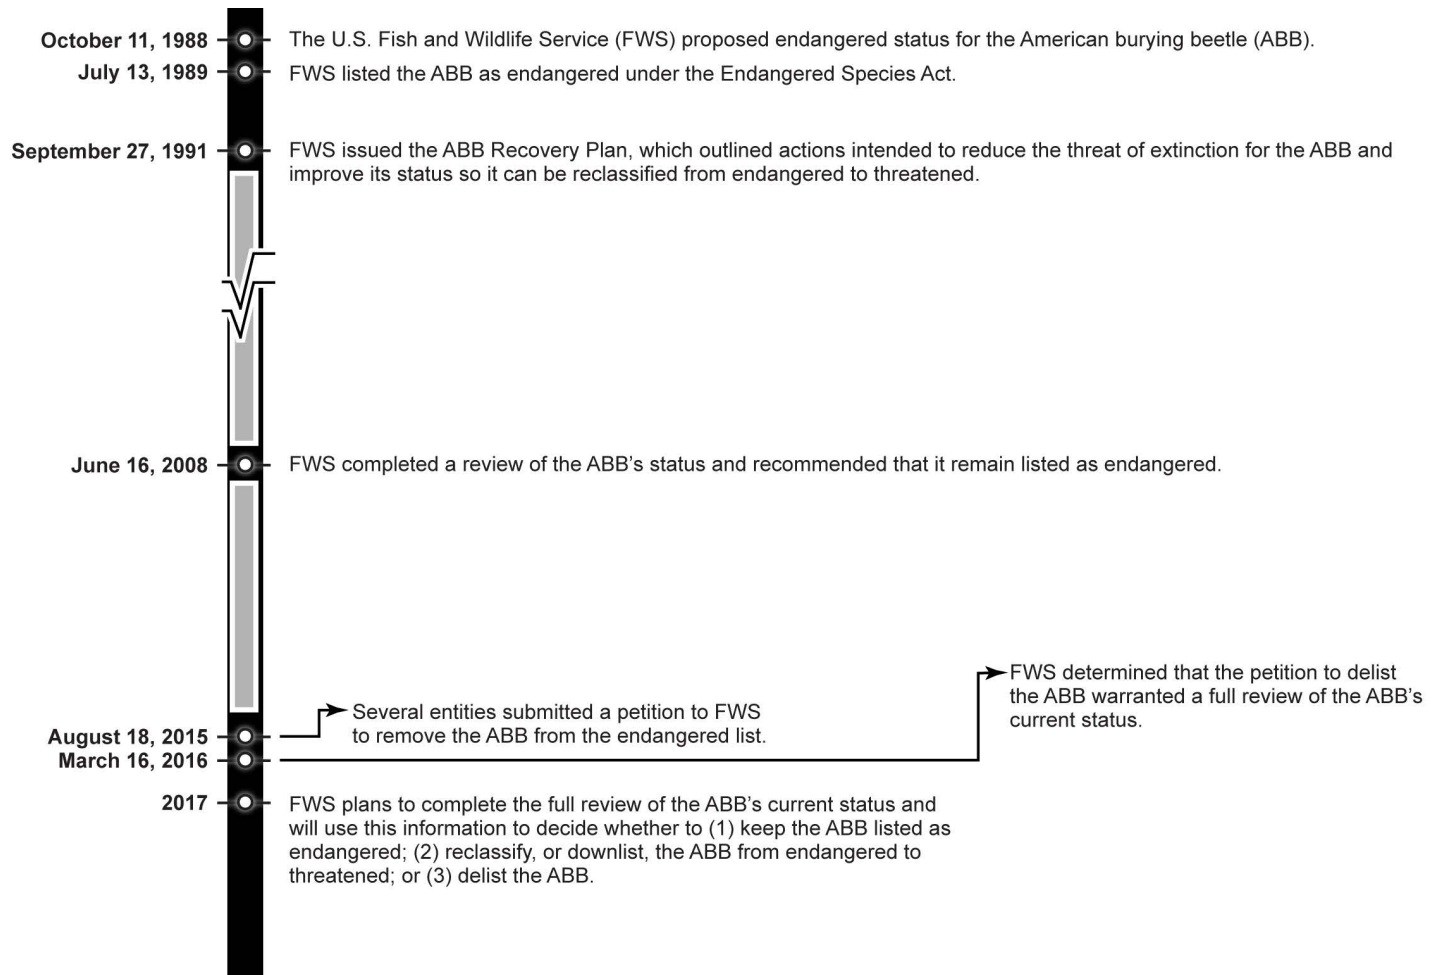 October 11, 1988
The U.S. Fish and Wildlife Service (FWS) proposed endangered status for the American burying beetle (ABB).
July 13, 1989
FWS listed the ABB as endangered under the Endangered Species Act.
September 27, 1991
FWS issued the ABB Recovery Plan, which outlined actions intended to reduce the threat of extinction for the ABB and
improve its status so it can be reclassified from endangered to threatened.
June 16, 2008
FWS completed a review of the ABB's status and recommended that it remain listed as endangered.
August 18, 2015
Several entities submitted a petition to FWS
to remove the ABB from the endangered list.
March 16, 2016
FWS determined that the petition to delist
the ABB warranted a full review of the ABB's
current status.
2017
FWS plans to complete the full review of the ABB's current status and
will use this information to decide whether to (1) keep the ABB listed as
endangered; (2) reclassify, or downlist, the ABB from endangered to
threatened; or (3) delist the ABB.